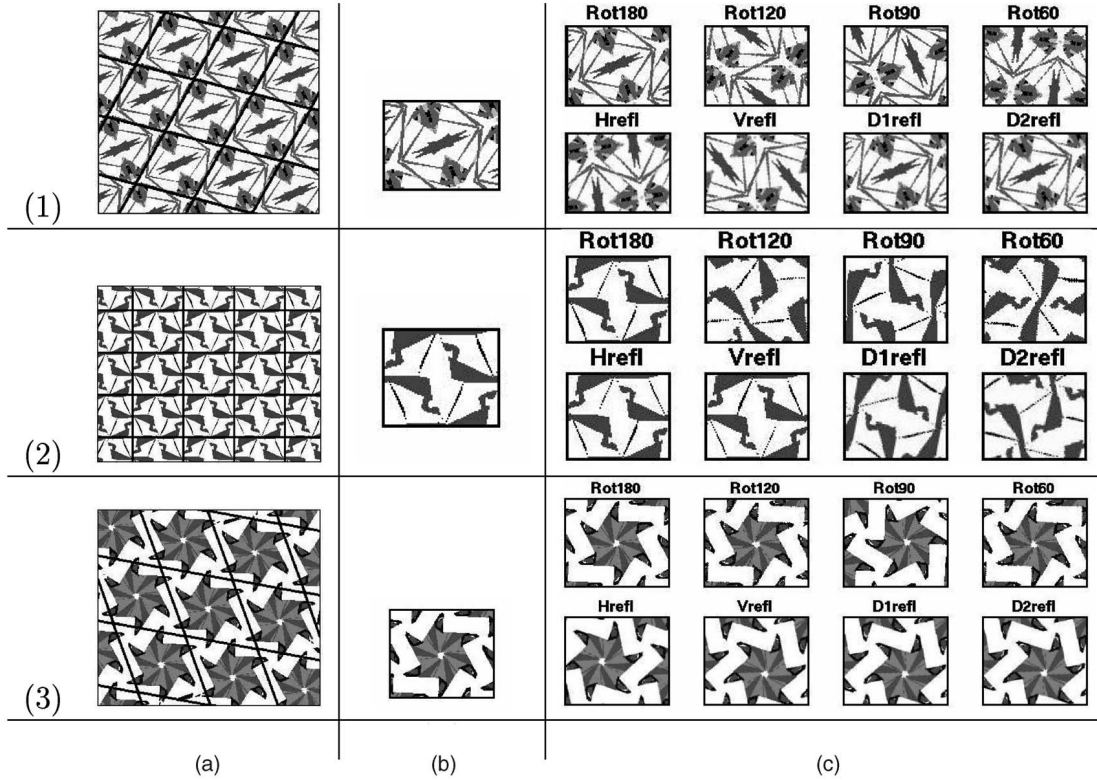 Rot180 Rot120 Rot90 Rot60
Hrefl Vrefl D1refl D2refl
(1)
Rot180 Rot120 Rot90 Rot60
Hrefl Vrefl D1refl D2refl
(2)
Rot180 Rot120 Rot90 Rot60
Hrefl Vrefl D1refl D2refl
(3)
(a) (b) (c)